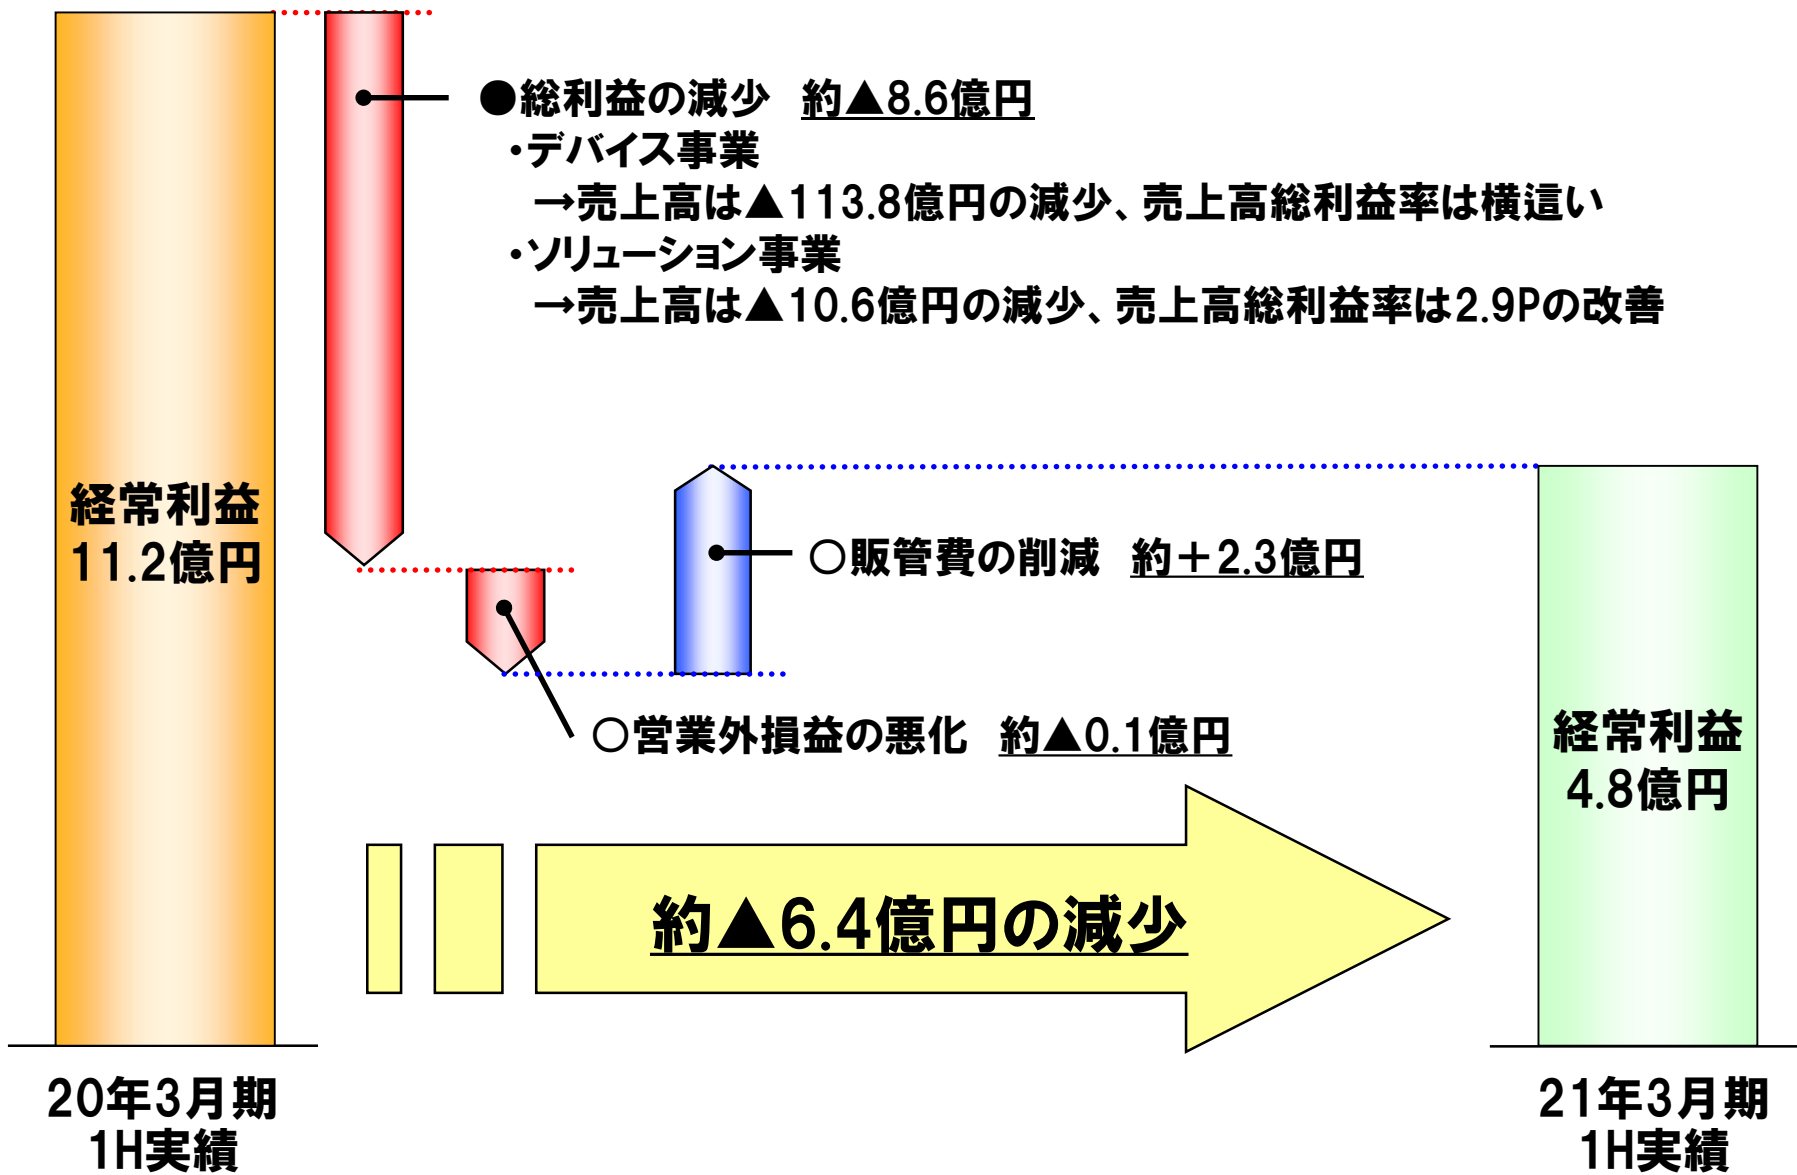 ●総利益の減少 約▲8.6億円
・デバイス事業
→売上高は▲113.8億円の減少、売上高総利益率は横這い
・ソリューション事業
→売上高は▲10.6億円の減少、売上高総利益率は2.9Pの改善
経常利益
11.2億円
○販管費の削減 約＋2.3億円
○営業外損益の悪化 約▲0.1億円
経常利益
4.8億円
約▲6.4億円の減少
20年3月期
1H実績
21年3月期
1H実績